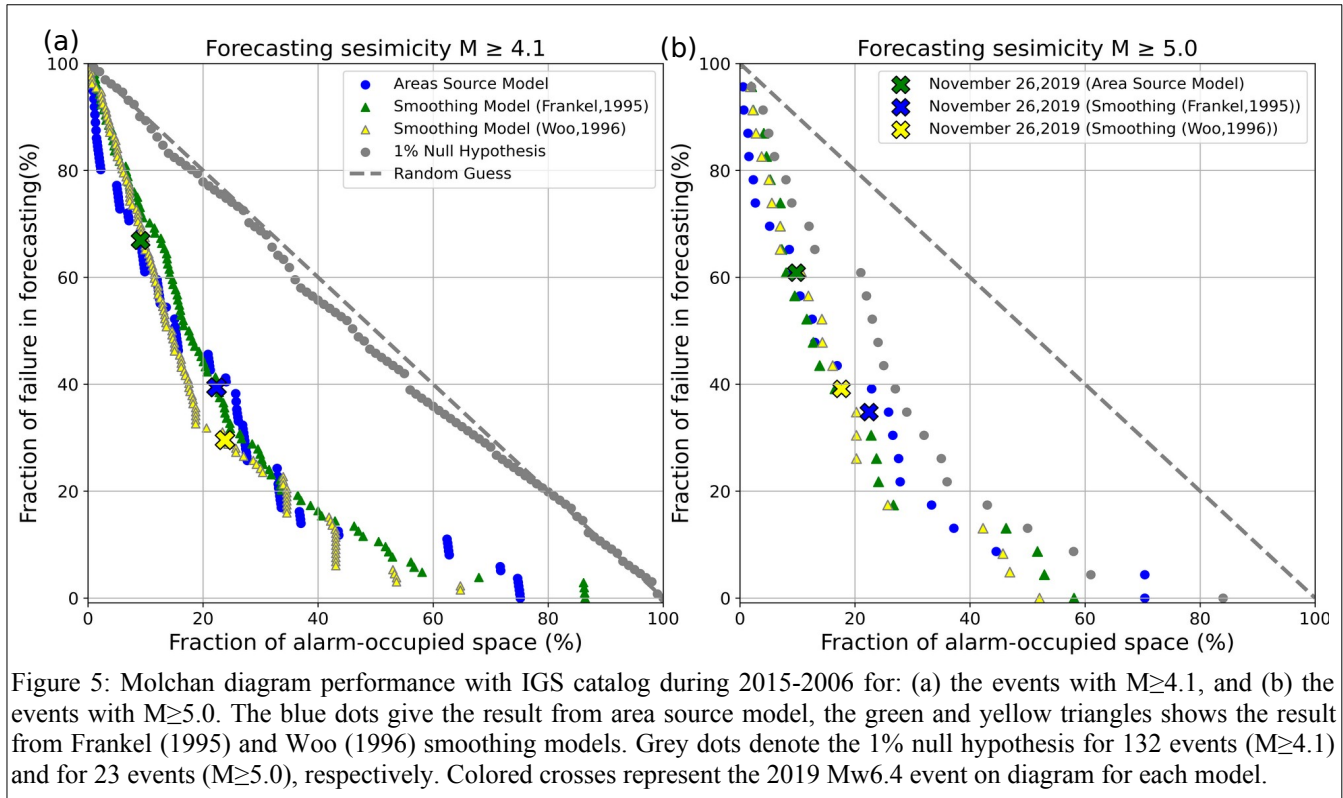 (a)
Forecasting sesimicity M ≥ 4.1
Areas Source Model
Smoothing Model (Frankel,1995)
Smoothing Model (Woo,1996)
1% Null Hypothesis
Random Guess
Fraction of failure in forecasting(%)
100
80
60
40
20
0
0 20 40 60 80 100
Fraction of alarm-occupied space (%)
(b)
Forecasting sesimicity M ≥ 5.0
November 26,2019 (Area Source Model)
November 26,2019 (Smoothing (Frankel,1995))
November 26,2019 (Smoothing (Woo,1996))
Fraction of failure in forecasting(%)
100
80
60
40
20
0
0 20 40 60 80 100
Fraction of alarm-occupied space (%)
Figure 5: Molchan diagram performance with IGS catalog during 2015-2006 for: (a) the events with M≥4.1, and (b) the
events with M≥5.0. The blue dots give the result from area source model, the green and yellow triangles shows the result
from Frankel (1995) and Woo (1996) smoothing models. Grey dots denote the 1% null hypothesis for 132 events (M≥4.1)
and for 23 events (M≥5.0), respectively. Colored crosses represent the 2019 Mw6.4 event on diagram for each model.